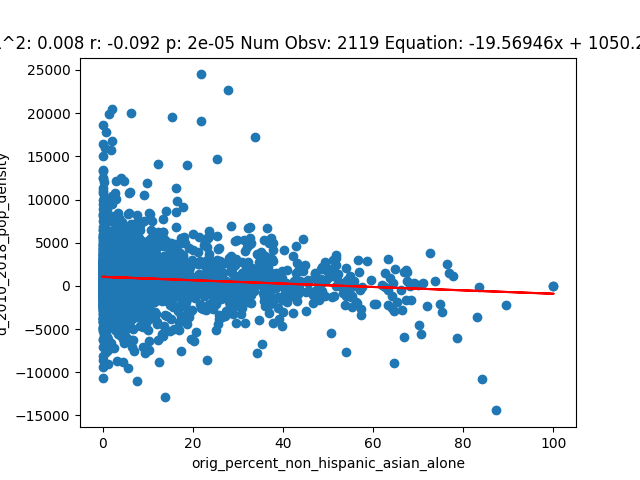 ^2: 0.008 r: -0.092 p: 2e-05 Num Obsv: 2119 Equation: -19.56946x + 1050.2
25000
20000
15000
10000
5000
0
−5000
−10000
−15000
d_2010_2018_pop_density
0 20 40 60 80 100
orig_percent_non_hispanic_asian_alone